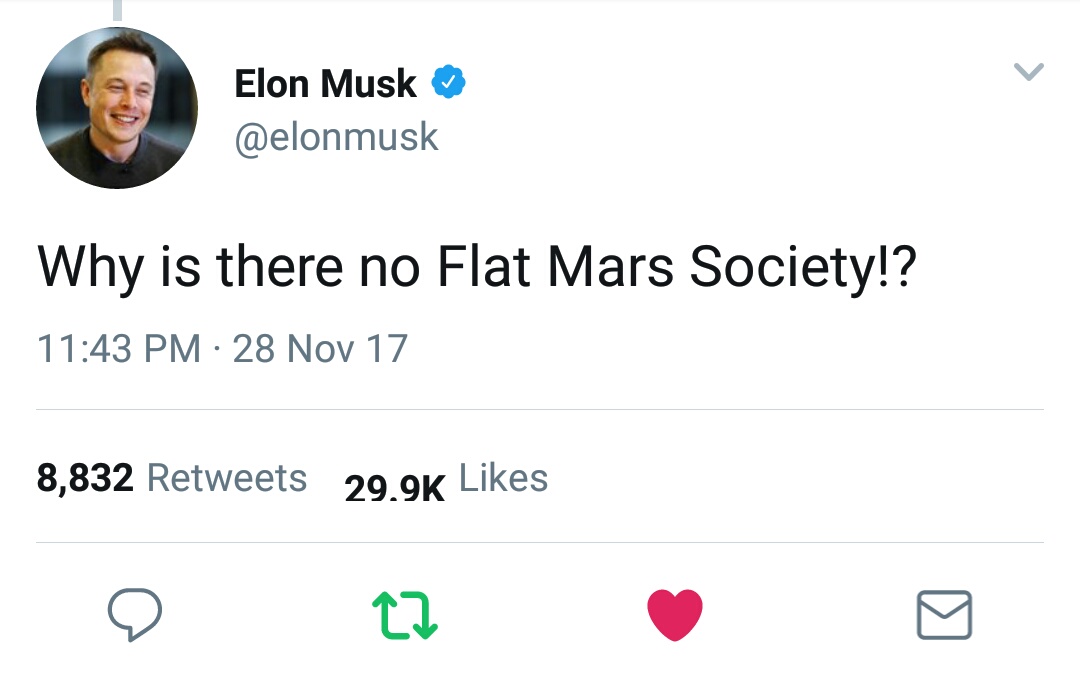 Elon Musk
@elonmusk
Why is there no Flat Mars Society!?
11:43 PM · 28 Nov 17
8,832 Retweets 29.9K Likes